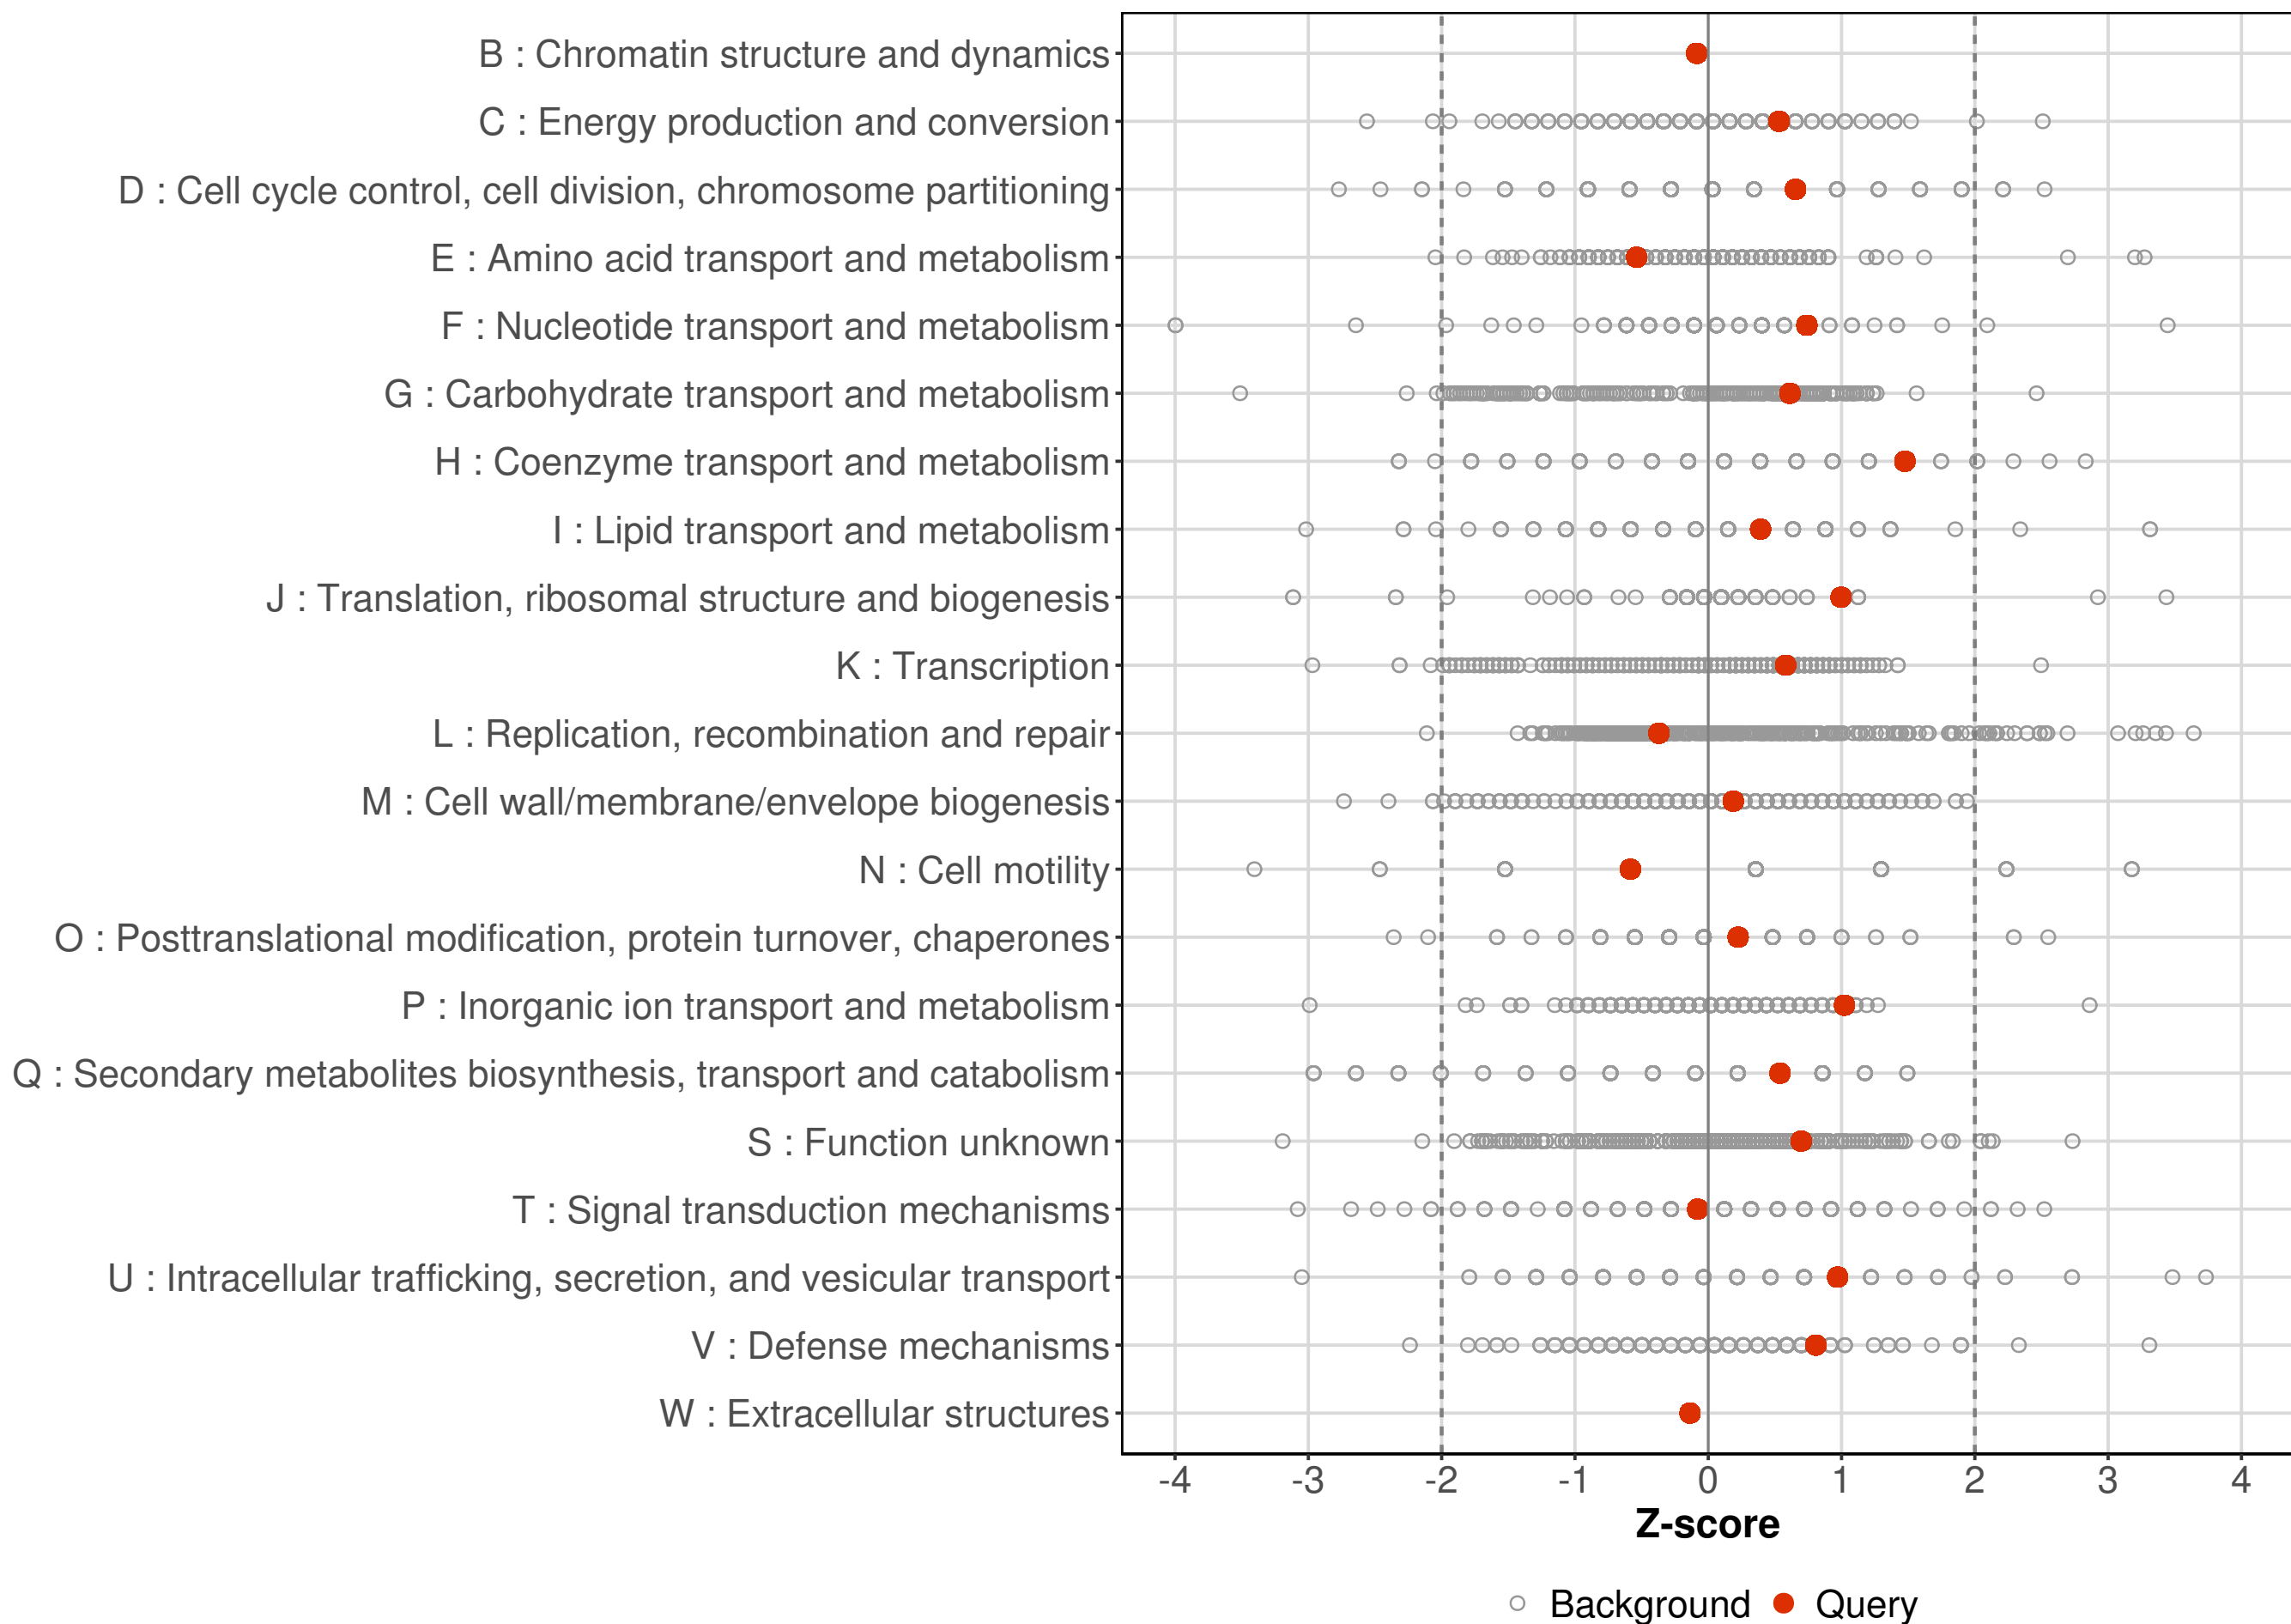 B : Chromatin structure and dynamics
C : Energy production and conversion
D : Cell cycle control, cell division, chromosome partitioning
E : Amino acid transport and metabolism
F : Nucleotide transport and metabolism
G : Carbohydrate transport and metabolism
H : Coenzyme transport and metabolism
I : Lipid transport and metabolism
J : Translation, ribosomal structure and biogenesis
K : Transcription
L : Replication, recombination and repair
M : Cell wall/membrane/envelope biogenesis
N : Cell motility
O : Posttranslational modification, protein turnover, chaperones
P : Inorganic ion transport and metabolism
Q : Secondary metabolites biosynthesis, transport and catabolism
S : Function unknown
T : Signal transduction mechanisms
U : Intracellular trafficking, secretion, and vesicular transport
V : Defense mechanisms
W : Extracellular structures
-4 -3 -2 -1 0 1 2 3 4
Z-score
Background Query